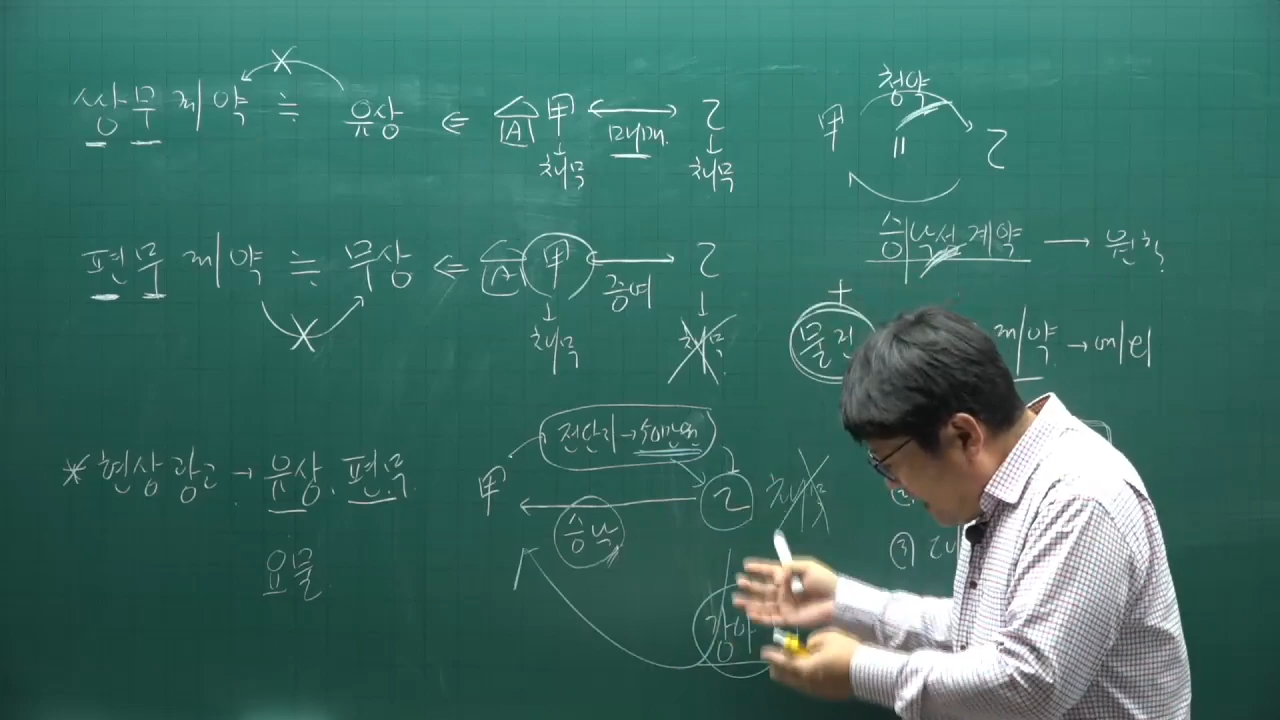 쌍무 계약 ≒ 유상 ⇐ A 甲 ↔ 乙
매매
채무 채무
편무 계약 ≒ 무상 ⇐ A 甲 → 乙
증여
채무 채무
* 현상광고 → 유상, 편무
요물
甲 전단지 → 500만원 乙 채무
승낙
강아
청약
甲 = 乙
승낙성계약 → 원칙
+
물건 계약 → 예외
②
③